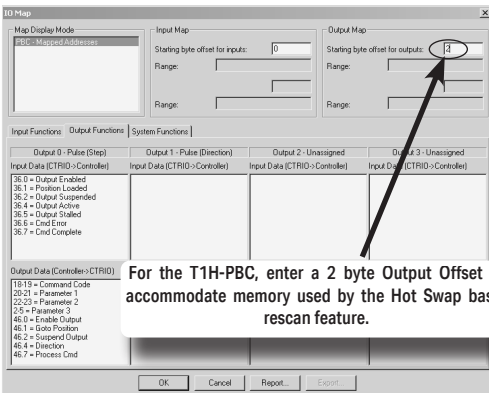 IO Map
Map Display Mode
PBC - Mapped Addresses
Input Map
Starting byte offset for inputs: 0
Range:
Range:
Output Map
Starting byte offset for outputs: 2
Range:
Range:
Input Functions Output Functions System Functions
Output 0 - Pulse (Step) Output 1 - Pulse (Direction) Output 2 - Unassigned Output 3 - Unassigned
Input Data (CTRIO->Controller) Input Data (CTRIO->Controller) Input Data (CTRIO->Controller) Input Data (CTRIO->Controller)
36.0 = Output Enabled
36.1 = Position Loaded
36.2 = Output Suspended
36.4 = Output Active
36.5 = Output Stalled
36.6 = Cmd Error
36.7 = Cmd Complete
Output Data (Controller->CTRIO)
18-19 = Command Code
20-21 = Parameter 1
22-23 = Parameter 2
2-5 = Parameter 3
46.0 = Enable Output
46.1 = Goto Position
46.2 = Suspend Output
46.4 = Direction
46.7 = Process Cmd
For the T1H-PBC, enter a 2 byte Output Offset
accommodate memory used by the Hot Swap bas
rescan feature.
OK Cancel Report... Export...